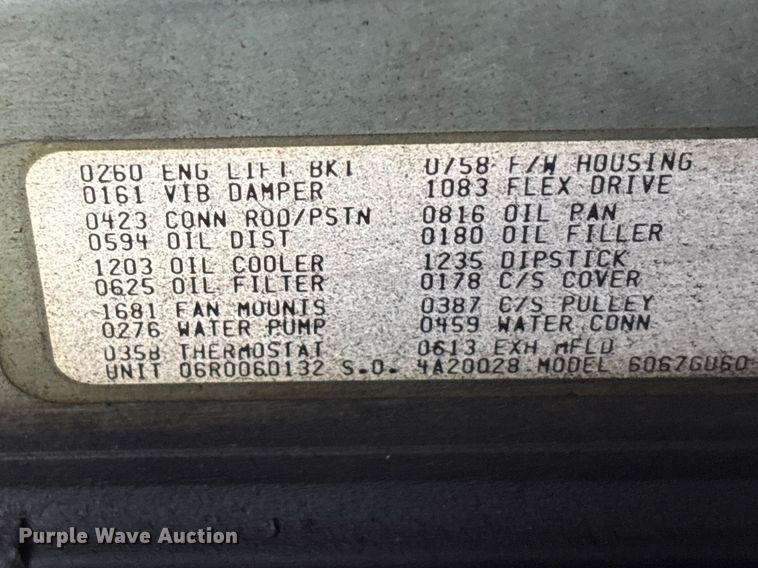 0260 ENG LIFT BKT 0758 F/W HOUSING
0161 VIB DAMPER 1083 FLEX DRIVE
0423 CONN ROD/PSTN 0816 OIL PAN
0594 OIL DIST 0180 OIL FILLER
1203 OIL COOLER 1235 DIPSTICK
0625 OIL FILTER 0178 C/S COVER
1681 FAN MOUNTS 0387 C/S PULLEY
0276 WATER PUMP 0459 WATER CONN
0358 THERMOSTAT 0613 EXH MFLD
UNIT 06R0060132 S.O. 4A20028 MODEL 6067GU60
Purple Wave Auction